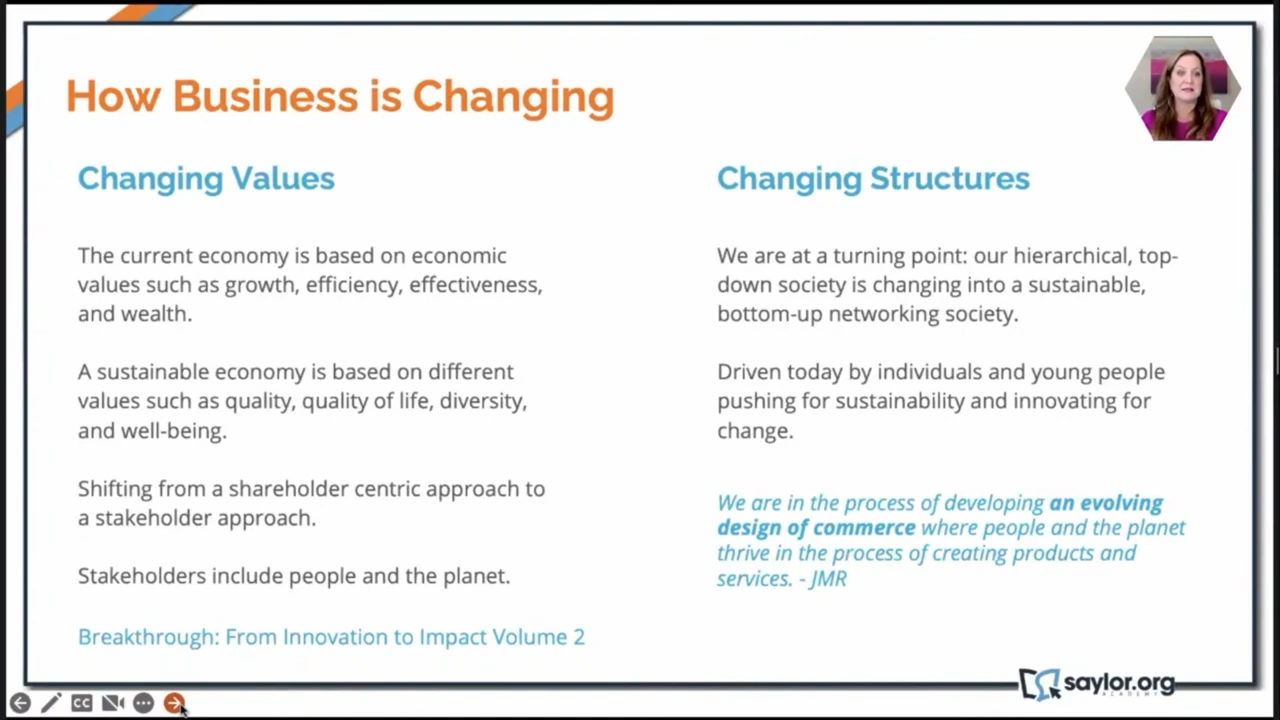 How Business is Changing
Changing Values
The current economy is based on economic
values such as growth, efficiency, effectiveness,
and wealth.
A sustainable economy is based on different
values such as quality, quality of life, diversity,
and well-being.
Shifting from a shareholder centric approach to
a stakeholder approach.
Stakeholders include people and the planet.
Breakthrough: From Innovation to Impact Volume 2
Changing Structures
We are at a turning point: our hierarchical, top-
down society is changing into a sustainable,
bottom-up networking society.
Driven today by individuals and young people
pushing for sustainability and innovating for
change.
We are in the process of developing an evolving
design of commerce where people and the planet
thrive in the process of creating products and
services. - JMR
CC
saylor.org
ACADEMY